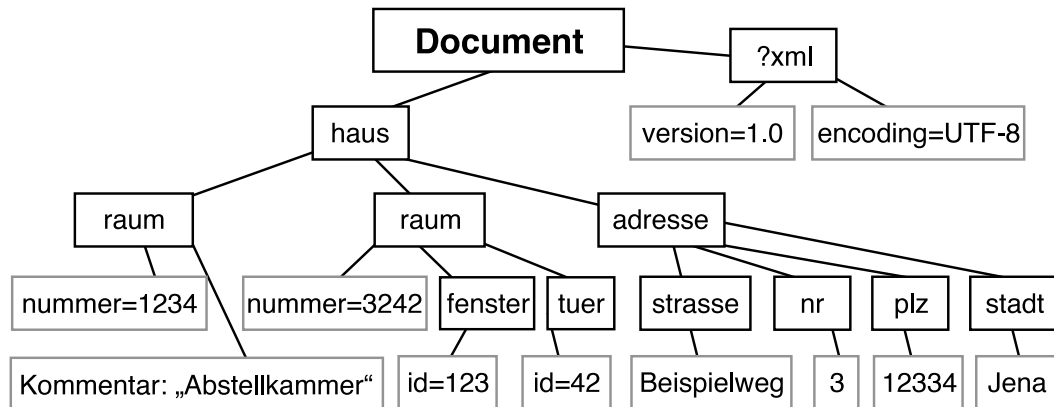 Document
?xml
haus
version=1.0
encoding=UTF-8
raum
raum
adresse
nummer=1234
nummer=3242
fenster
tuer
strasse
nr
plz
stadt
Kommentar: „Abstellkammer“
id=123
id=42
Beispielweg
3
12334
Jena